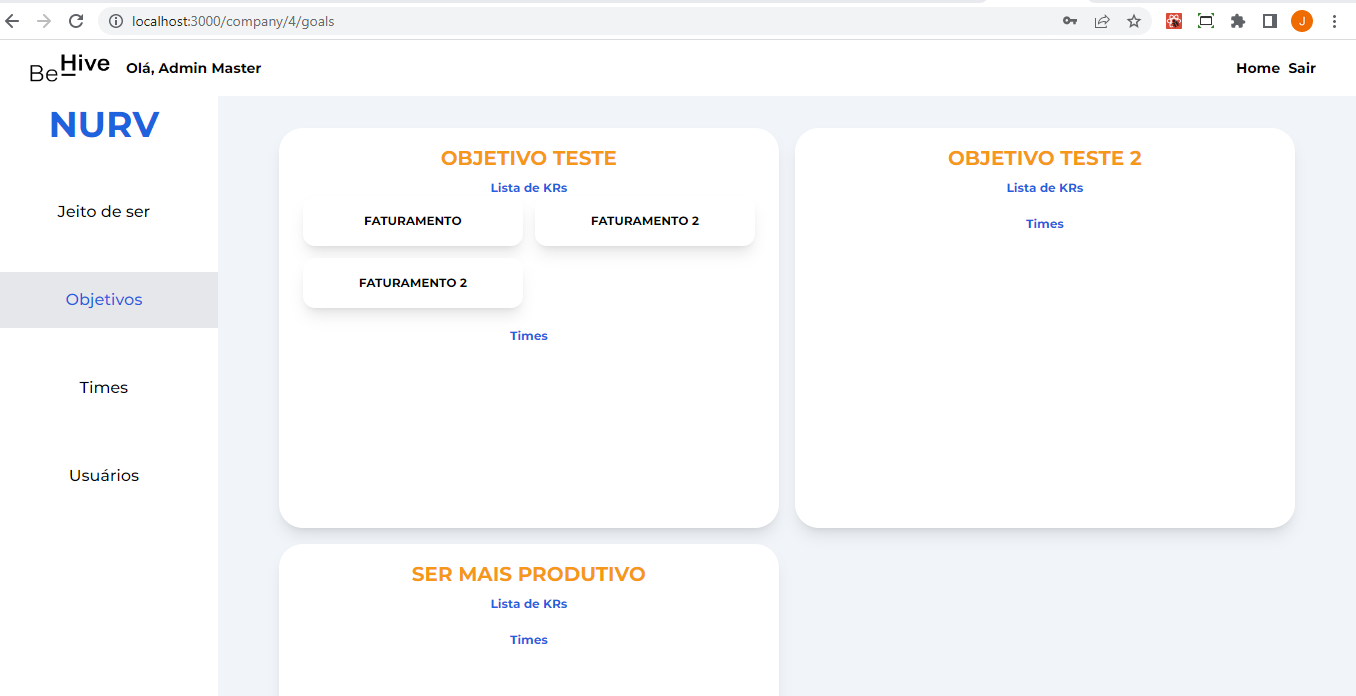 localhost:3000/company/4/goals
J
Be Hive
Olá, Admin Master
Home Sair
NURV
Jeito de ser
Objetivos
Times
Usuários
OBJETIVO TESTE
Lista de KRs
FATURAMENTO
FATURAMENTO 2
FATURAMENTO 2
Times
OBJETIVO TESTE 2
Lista de KRs
Times
SER MAIS PRODUTIVO
Lista de KRs
Times